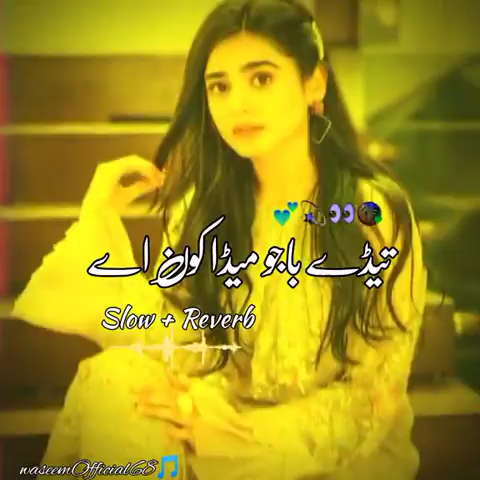 تیڈے باجو میڈا کون اے
Slow + Reverb
waseemOfficial68